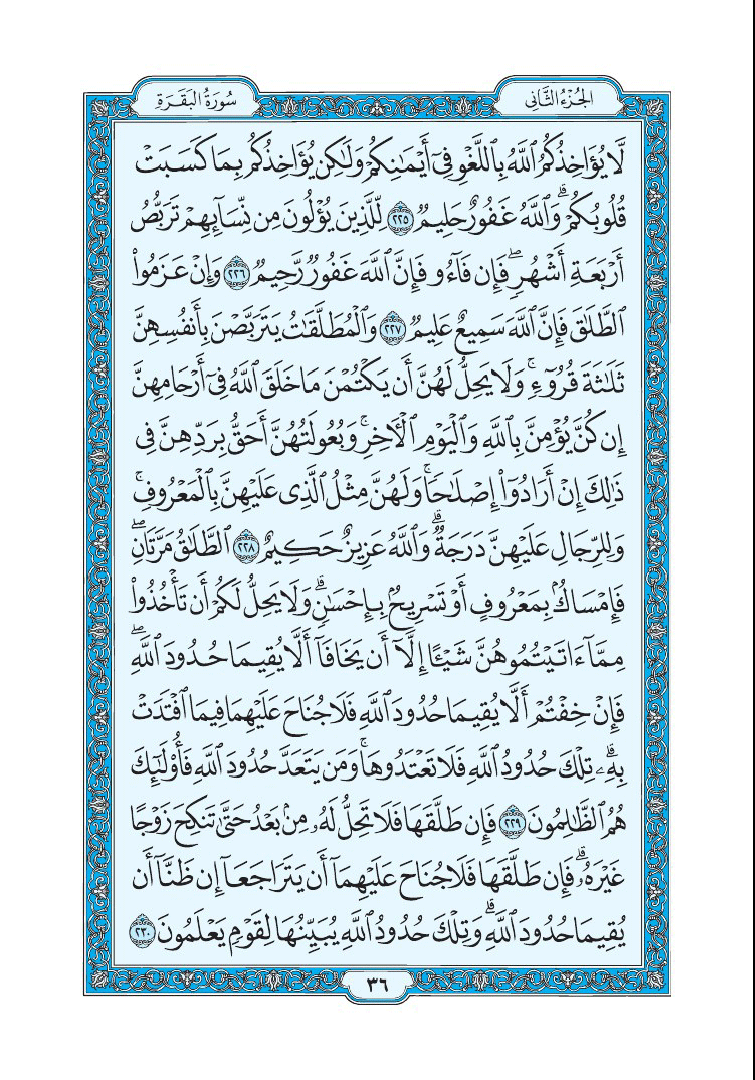 الجُزْءُ الثَّانِي
سُورَةُ البَقَرَةِ
لَّا يُؤَاخِذُكُمُ ٱللَّهُ بِٱللَّغْوِ فِىٓ أَيْمَٰنِكُمْ وَلَٰكِن يُؤَاخِذُكُم بِمَا كَسَبَتْ
قُلُوبُكُمْ ۗ وَٱللَّهُ غَفُورٌ حَلِيمٌ ٢٢٥ لِّلَّذِينَ يُؤْلُونَ مِن نِّسَآئِهِمْ تَرَبُّصُ
أَرْبَعَةِ أَشْهُرٍ ۖ فَإِن فَآءُو فَإِنَّ ٱللَّهَ غَفُورٌ رَّحِيمٌ ٢٢٦ وَإِنْ عَزَمُوا۟
ٱلطَّلَٰقَ فَإِنَّ ٱللَّهَ سَمِيعٌ عَلِيمٌ ٢٢٧ وَٱلْمُطَلَّقَٰتُ يَتَرَبَّصْنَ بِأَنفُسِهِنَّ
ثَلَٰثَةَ قُرُوٓءٍ ۚ وَلَا يَحِلُّ لَهُنَّ أَن يَكْتُمْنَ مَا خَلَقَ ٱللَّهُ فِىٓ أَرْحَامِهِنَّ
إِن كُنَّ يُؤْمِنَّ بِٱللَّهِ وَٱلْيَوْمِ ٱلْءَاخِرِ ۚ وَبُعُولَتُهُنَّ أَحَقُّ بِرَدِّهِنَّ فِى
ذَٰلِكَ إِنْ أَرَادُوٓا۟ إِصْلَٰحًا ۚ وَلَهُنَّ مِثْلُ ٱلَّذِى عَلَيْهِنَّ بِٱلْمَعْرُوفِ ۚ
وَلِلرِّجَالِ عَلَيْهِنَّ دَرَجَةٌ ۗ وَٱللَّهُ عَزِيزٌ حَكِيمٌ ٢٢٨ ٱلطَّلَٰقُ مَرَّتَانِ ۖ
فَإِمْسَاكٌۢ بِمَعْرُوفٍ أَوْ تَسْرِيحٌۢ بِإِحْسَٰنٍ ۗ وَلَا يَحِلُّ لَكُمْ أَن تَأْخُذُوا۟
مِمَّآ ءَاتَيْتُمُوهُنَّ شَيْـًٔا إِلَّآ أَن يَخَافَآ أَلَّا يُقِيمَا حُدُودَ ٱللَّهِ ۖ
فَإِنْ خِفْتُمْ أَلَّا يُقِيمَا حُدُودَ ٱللَّهِ فَلَا جُنَاحَ عَلَيْهِمَا فِيمَا ٱفْتَدَتْ
بِهِۦ ۗ تِلْكَ حُدُودُ ٱللَّهِ فَلَا تَعْتَدُوهَا ۚ وَمَن يَتَعَدَّ حُدُودَ ٱللَّهِ فَأُو۟لَٰٓئِكَ
هُمُ ٱلظَّٰلِمُونَ ٢٢٩ فَإِن طَلَّقَهَا فَلَا تَحِلُّ لَهُۥ مِنۢ بَعْدُ حَتَّىٰ تَنكِحَ زَوْجًا
غَيْرَهُۥ ۗ فَإِن طَلَّقَهَا فَلَا جُنَاحَ عَلَيْهِمَآ أَن يَتَرَاجَعَآ إِن ظَنَّآ أَن
يُقِيمَا حُدُودَ ٱللَّهِ ۗ وَتِلْكَ حُدُودُ ٱللَّهِ يُبَيِّنُهَا لِقَوْمٍ يَعْلَمُونَ ٢٣٠
٣٦